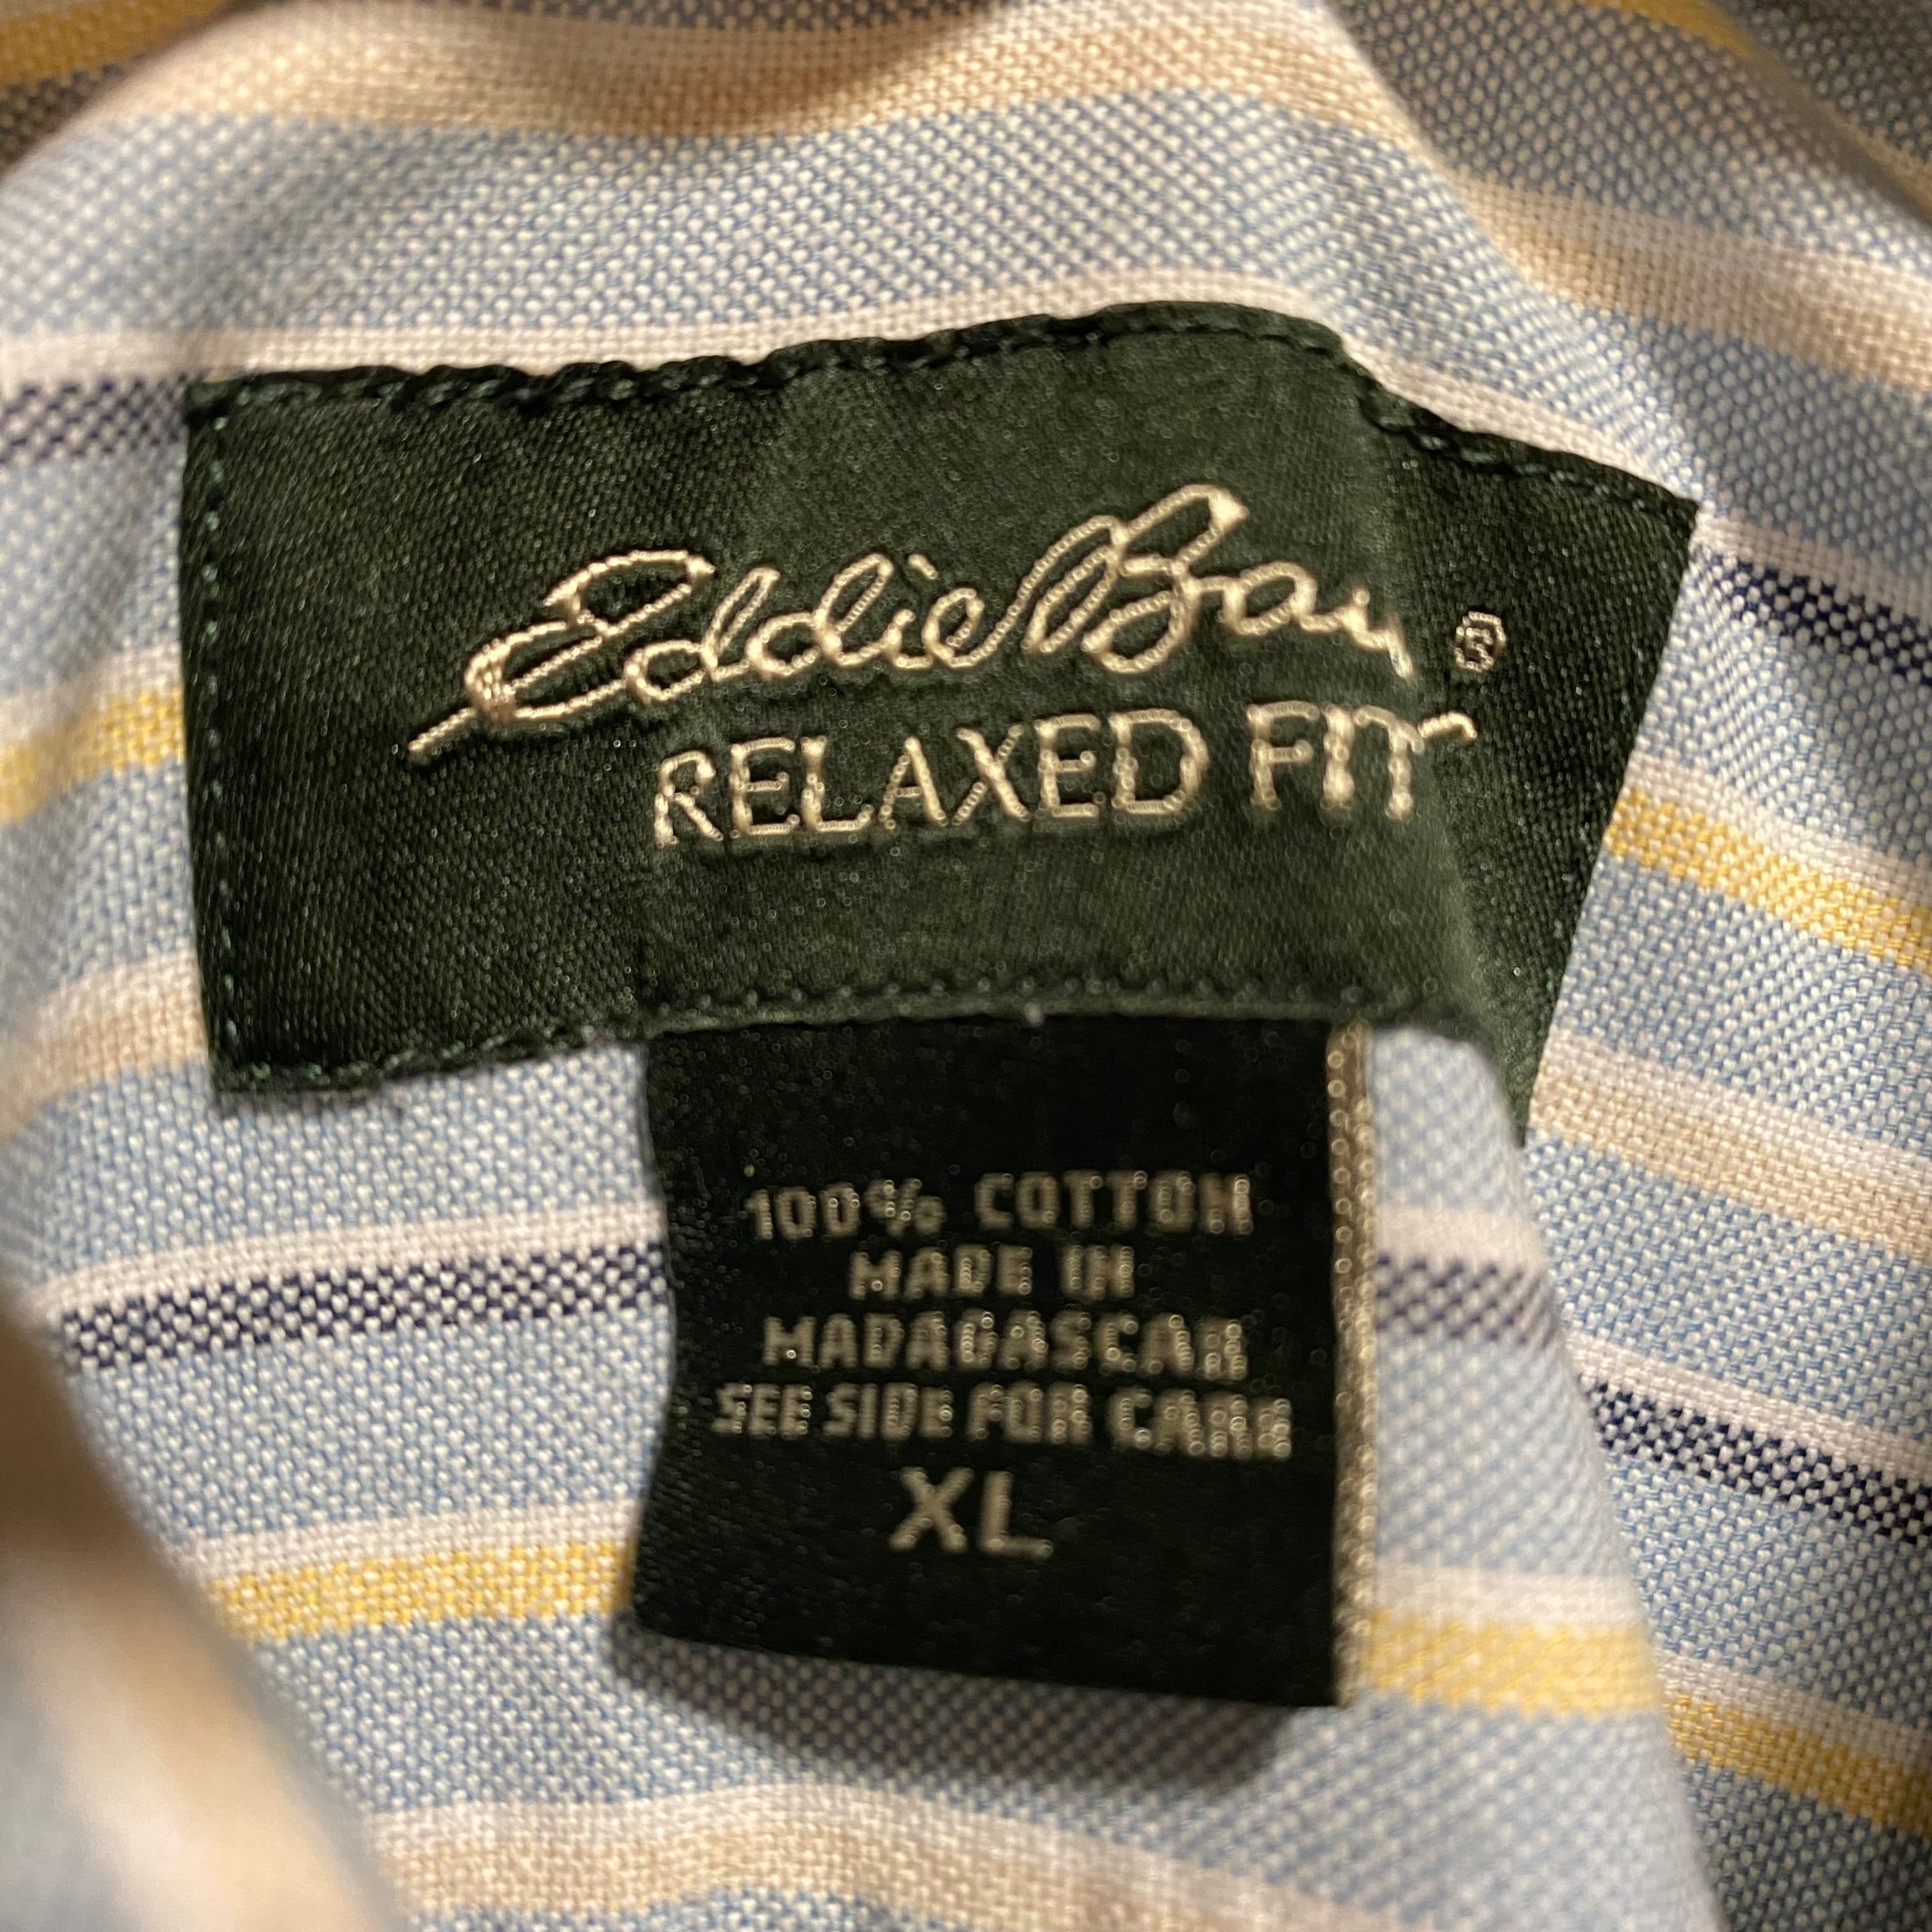 Eddie Bauer®
RELAXED FIT
100% COTTON
MADE IN
MADAGASCAR
SEE SIDE FOR CARE
XL